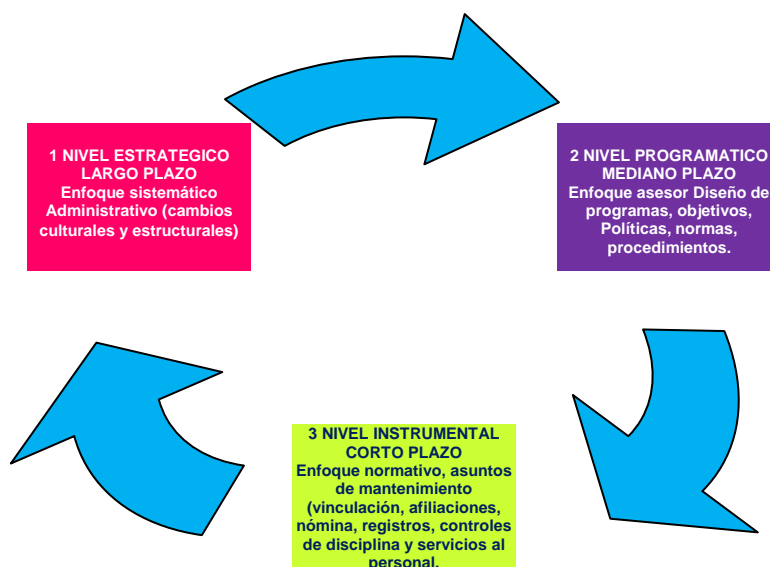 1 NIVEL ESTRATEGICO
LARGO PLAZO
Enfoque sistemático
Administrativo (cambios
culturales y estructurales)
2 NIVEL PROGRAMATICO
MEDIANO PLAZO
Enfoque asesor Diseño de
programas, objetivos,
Políticas, normas,
procedimientos.
3 NIVEL INSTRUMENTAL
CORTO PLAZO
Enfoque normativo, asuntos
de mantenimiento
(vinculación, afiliaciones,
nómina, registros, controles
de disciplina y servicios al
personal.